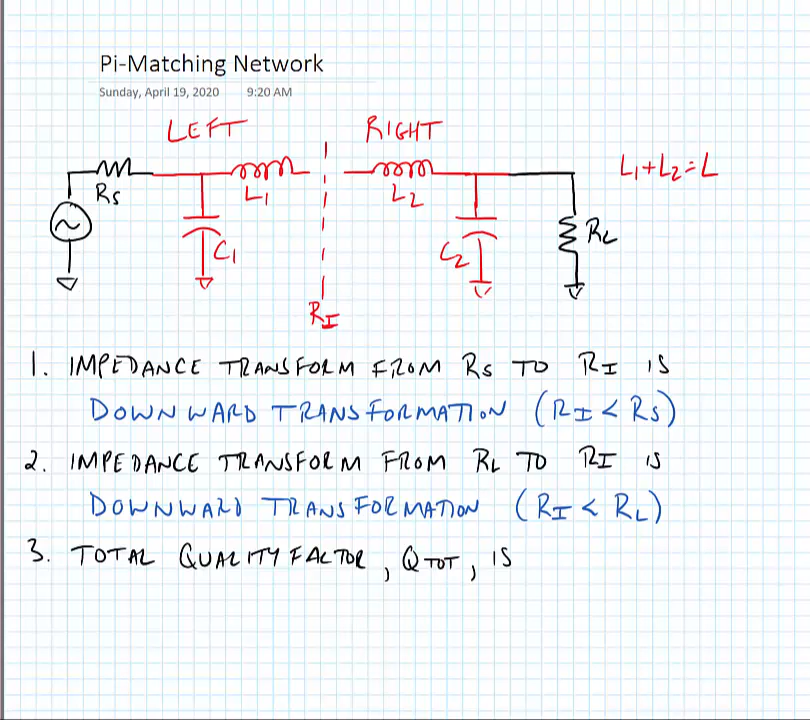 Pi-Matching Network
Sunday, April 19, 2020 9:20 AM
LEFT RIGHT
L1+L2=L
RS L1 L2 RL
C1 C2
RI
1. IMPEDANCE TRANSFORM FROM RS TO RI IS
DOWNWARD TRANSFORMATION (RI < RS)
2. IMPEDANCE TRANSFORM FROM RL TO RI IS
DOWNWARD TRANSFORMATION (RI < RL)
3. TOTAL QUALITY FACTOR, QTOT, IS